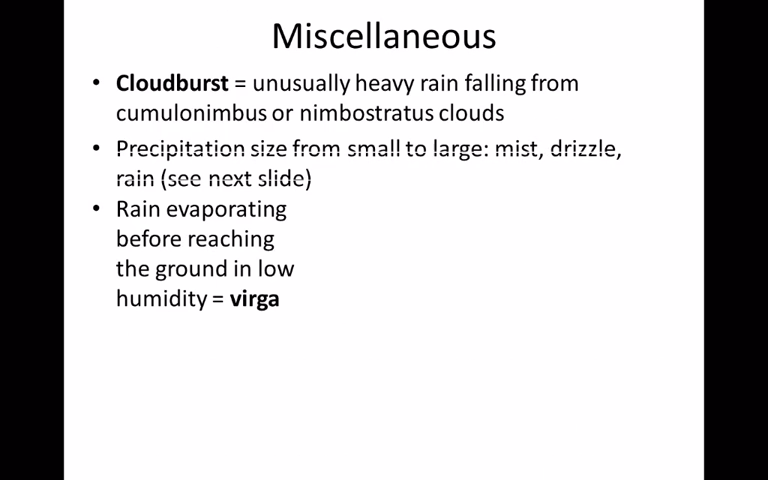 Miscellaneous
• Cloudburst = unusually heavy rain falling from
cumulonimbus or nimbostratus clouds
• Precipitation size from small to large: mist, drizzle,
rain (see next slide)
• Rain evaporating
before reaching
the ground in low
humidity = virga